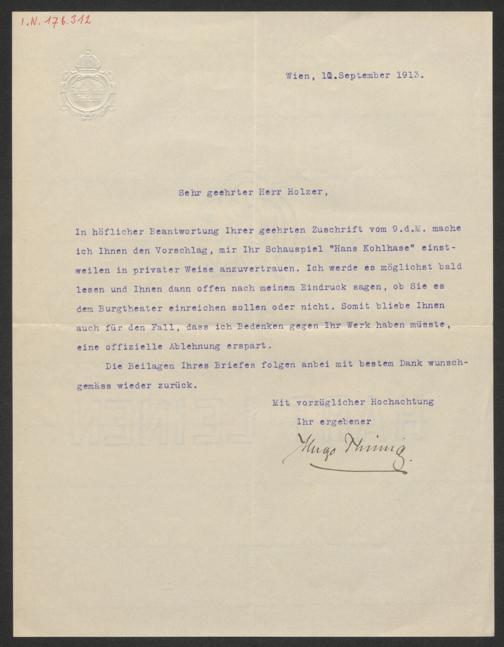 I.N. 176.312
Wien, 12.September 1913.
Sehr geehrter Herr Holzer,
In höflicher Beantwortung Ihrer geehrten Zuschrift vom 9.d.M. mache
ich Ihnen den Vorschlag, mir Ihr Schauspiel "Hans Kohlhase" einst-
weilen in privater Weise anzuvertrauen. Ich werde es möglichst bald
lesen und Ihnen dann offen nach meinem Eindruck sagen, ob Sie es
dem Burgtheater einreichen sollen oder nicht. Somit bliebe Ihnen
auch für den Fall, dass ich Bedenken gegen Ihr Werk haben müsste,
eine offizielle Ablehnung erspart.
Die Beilagen Ihres Briefes folgen anbei mit bestem Dank wunsch-
gemäss wieder zurück.
Mit vorzüglicher Hochachtung
Ihr ergebener
Hugo Thimig.